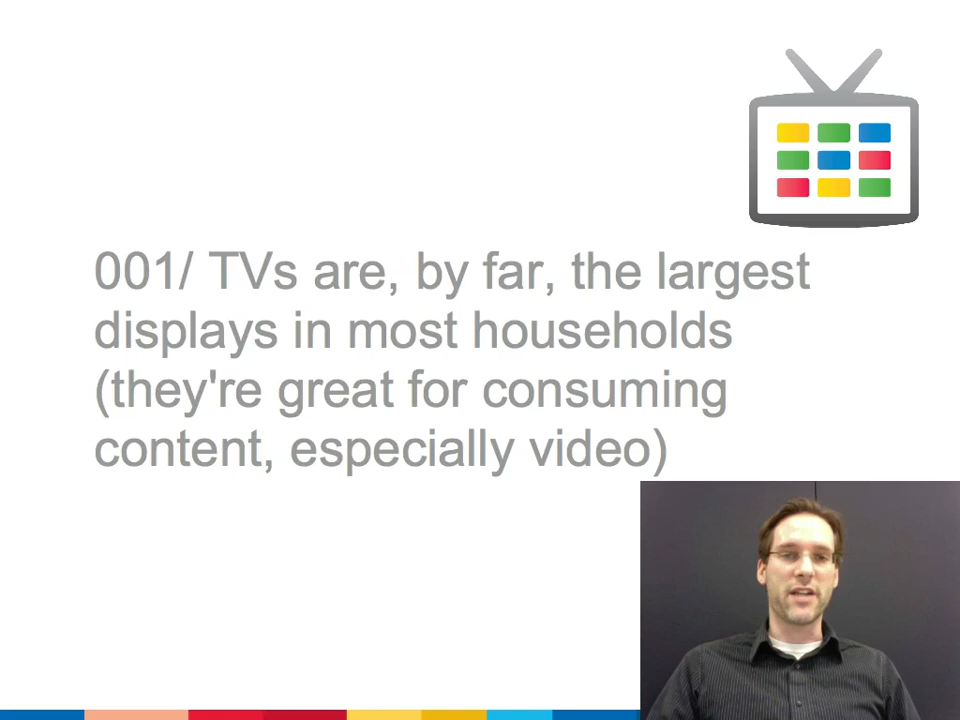 001/ TVs are, by far, the largest
displays in most households
(they're great for consuming
content, especially video)